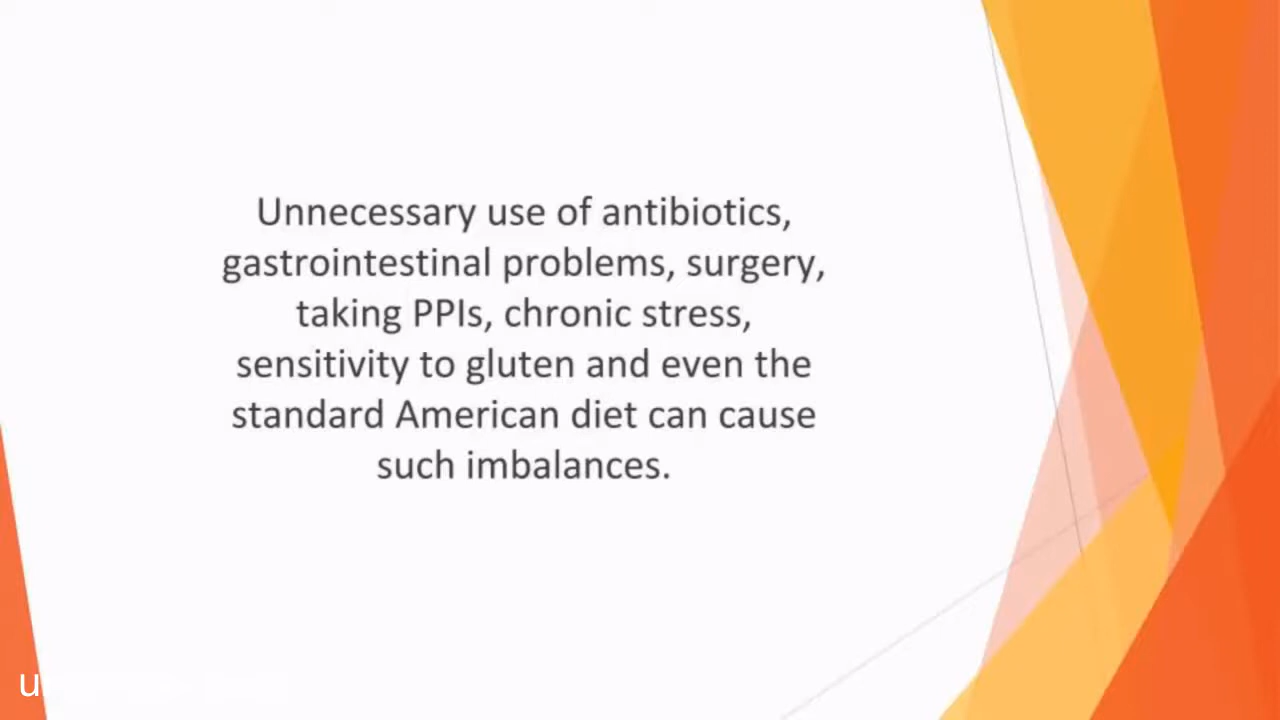 Unnecessary use of antibiotics,
gastrointestinal problems, surgery,
taking PPIs, chronic stress,
sensitivity to gluten and even the
standard American diet can cause
such imbalances.